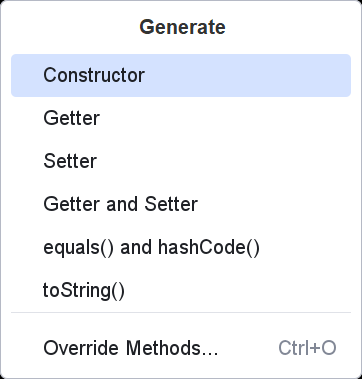 Generate
Constructor
Getter
Setter
Getter and Setter
equals() and hashCode()
toString()
Override Methods... Ctrl+O